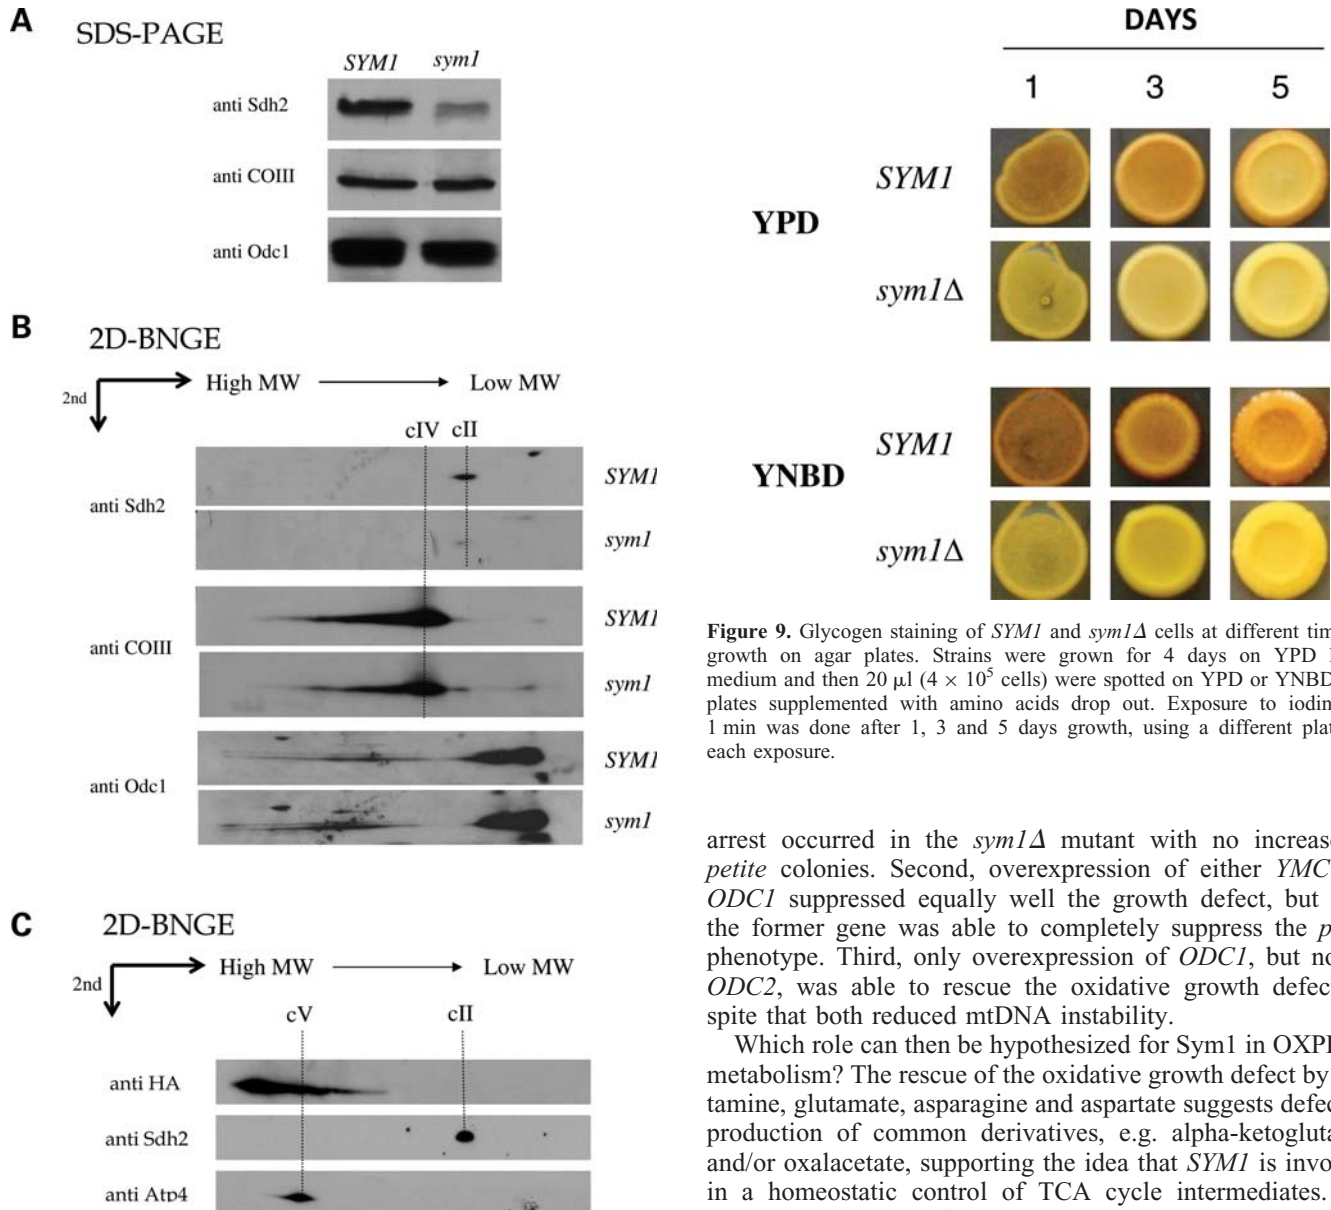 A
SDS-PAGE
SYM1 sym1
anti Sdh2
anti COIII
anti Odc1
B
2D-BNGE
2nd
High MW
Low MW
cIV cII
anti Sdh2
SYM1
sym1
anti COIII
SYM1
sym1
anti Odc1
SYM1
sym1
C
2D-BNGE
2nd
High MW
Low MW
cV
cII
anti HA
anti Sdh2
anti Atp4
DAYS
1 3 5
YPD
SYM1
sym1Δ
YNBD
SYM1
sym1Δ
Figure 9. Glycogen staining of SYM1 and sym1Δ cells at different tim
growth on agar plates. Strains were grown for 4 days on YPD
medium and then 20 μl (4 × 10⁵ cells) were spotted on YPD or YNBD
plates supplemented with amino acids drop out. Exposure to iodin
1 min was done after 1, 3 and 5 days growth, using a different plat
each exposure.
arrest occurred in the sym1Δ mutant with no increas
petite colonies. Second, overexpression of either YMC
ODC1 suppressed equally well the growth defect, but
the former gene was able to completely suppress the p
phenotype. Third, only overexpression of ODC1, but no
ODC2, was able to rescue the oxidative growth defec
spite that both reduced mtDNA instability.
Which role can then be hypothesized for Sym1 in OXP
metabolism? The rescue of the oxidative growth defect by
tamine, glutamate, asparagine and aspartate suggests defec
production of common derivatives, e.g. alpha-ketogluta
and/or oxalacetate, supporting the idea that SYM1 is invo
in a homeostatic control of TCA cycle intermediates.